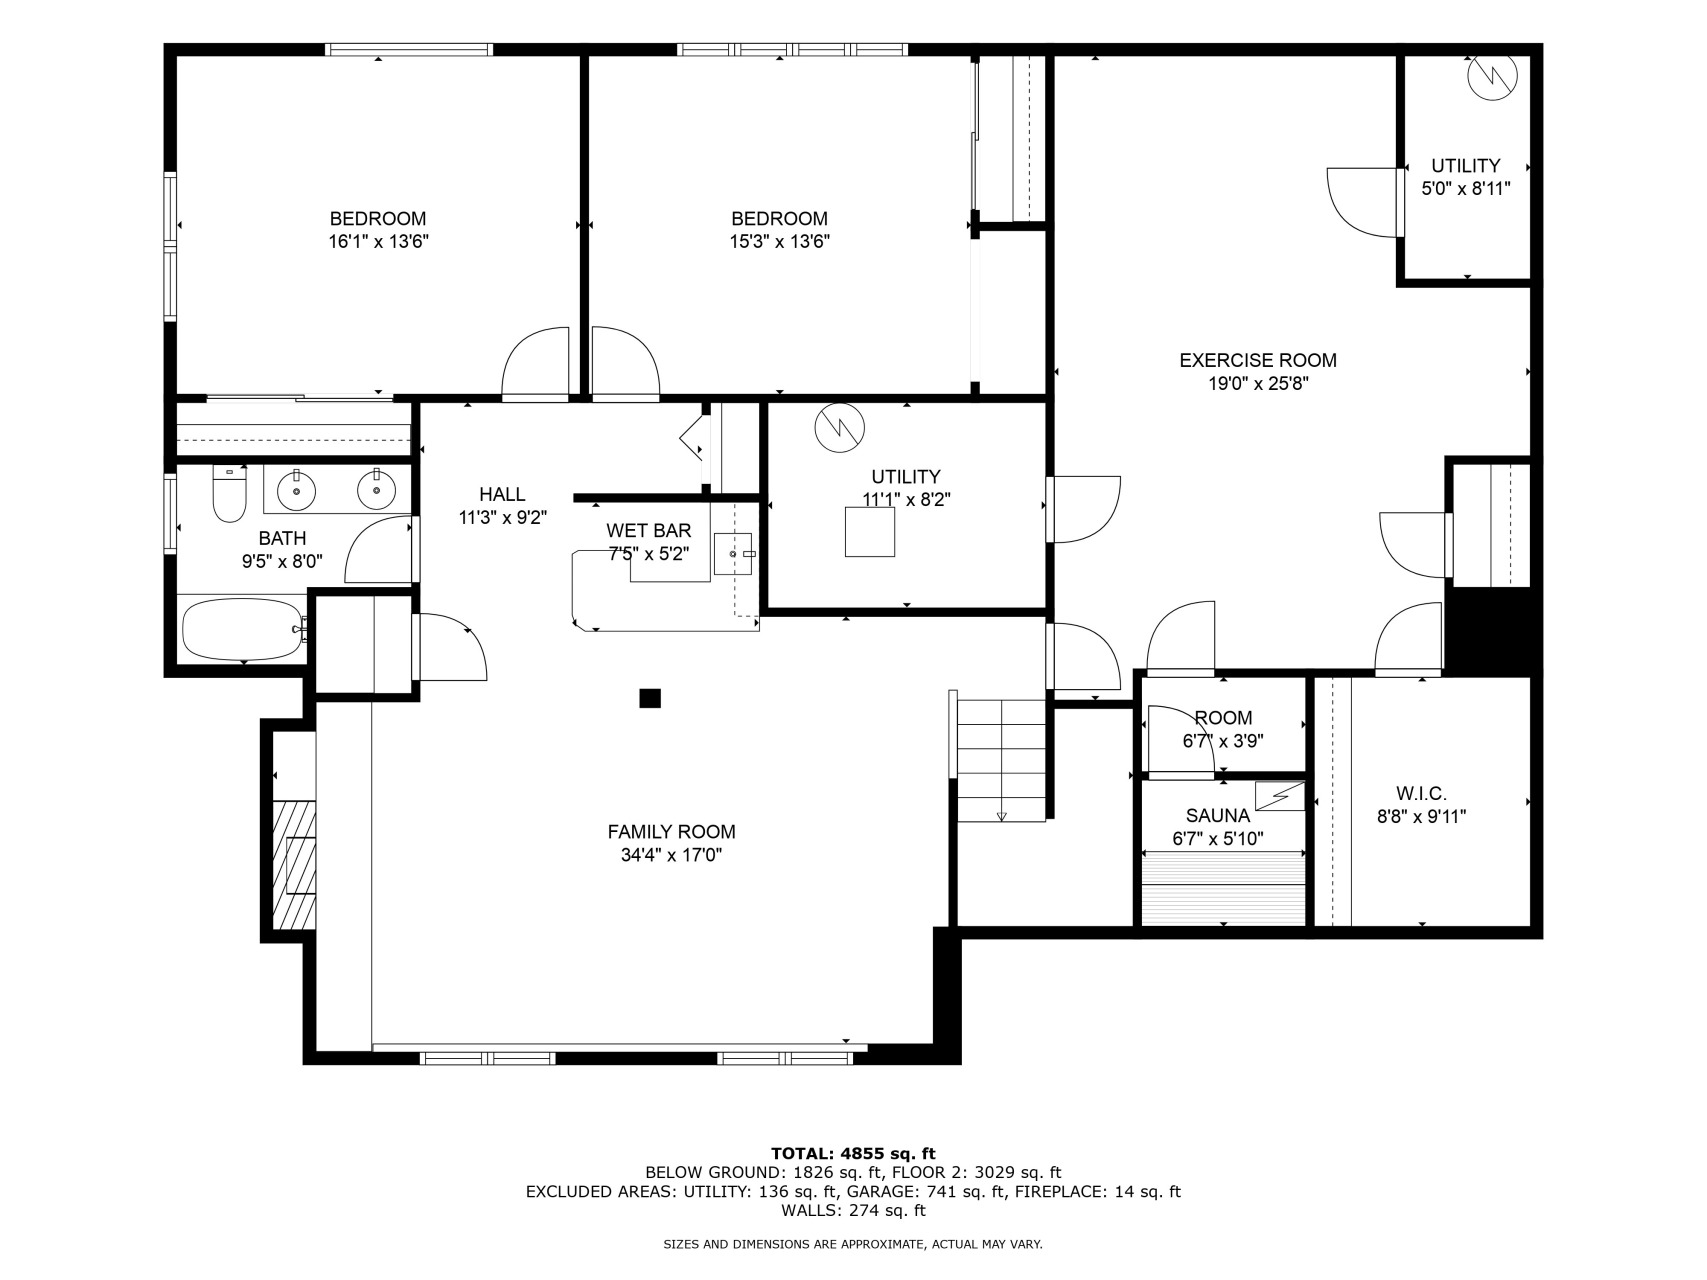 BEDROOM
16'1" x 13'6"
BEDROOM
15'3" x 13'6"
UTILITY
5'0" x 8'11"
EXERCISE ROOM
19'0" x 25'8"
HALL
11'3" x 9'2"
UTILITY
11'1" x 8'2"
WET BAR
7'5" x 5'2"
BATH
9'5" x 8'0"
ROOM
6'7" x 3'9"
FAMILY ROOM
34'4" x 17'0"
SAUNA
6'7" x 5'10"
W.I.C.
8'8" x 9'11"
TOTAL: 4855 sq. ft
BELOW GROUND: 1826 sq. ft, FLOOR 2: 3029 sq. ft
EXCLUDED AREAS: UTILITY: 136 sq. ft, GARAGE: 741 sq. ft, FIREPLACE: 14 sq. ft
WALLS: 274 sq. ft
SIZES AND DIMENSIONS ARE APPROXIMATE, ACTUAL MAY VARY.